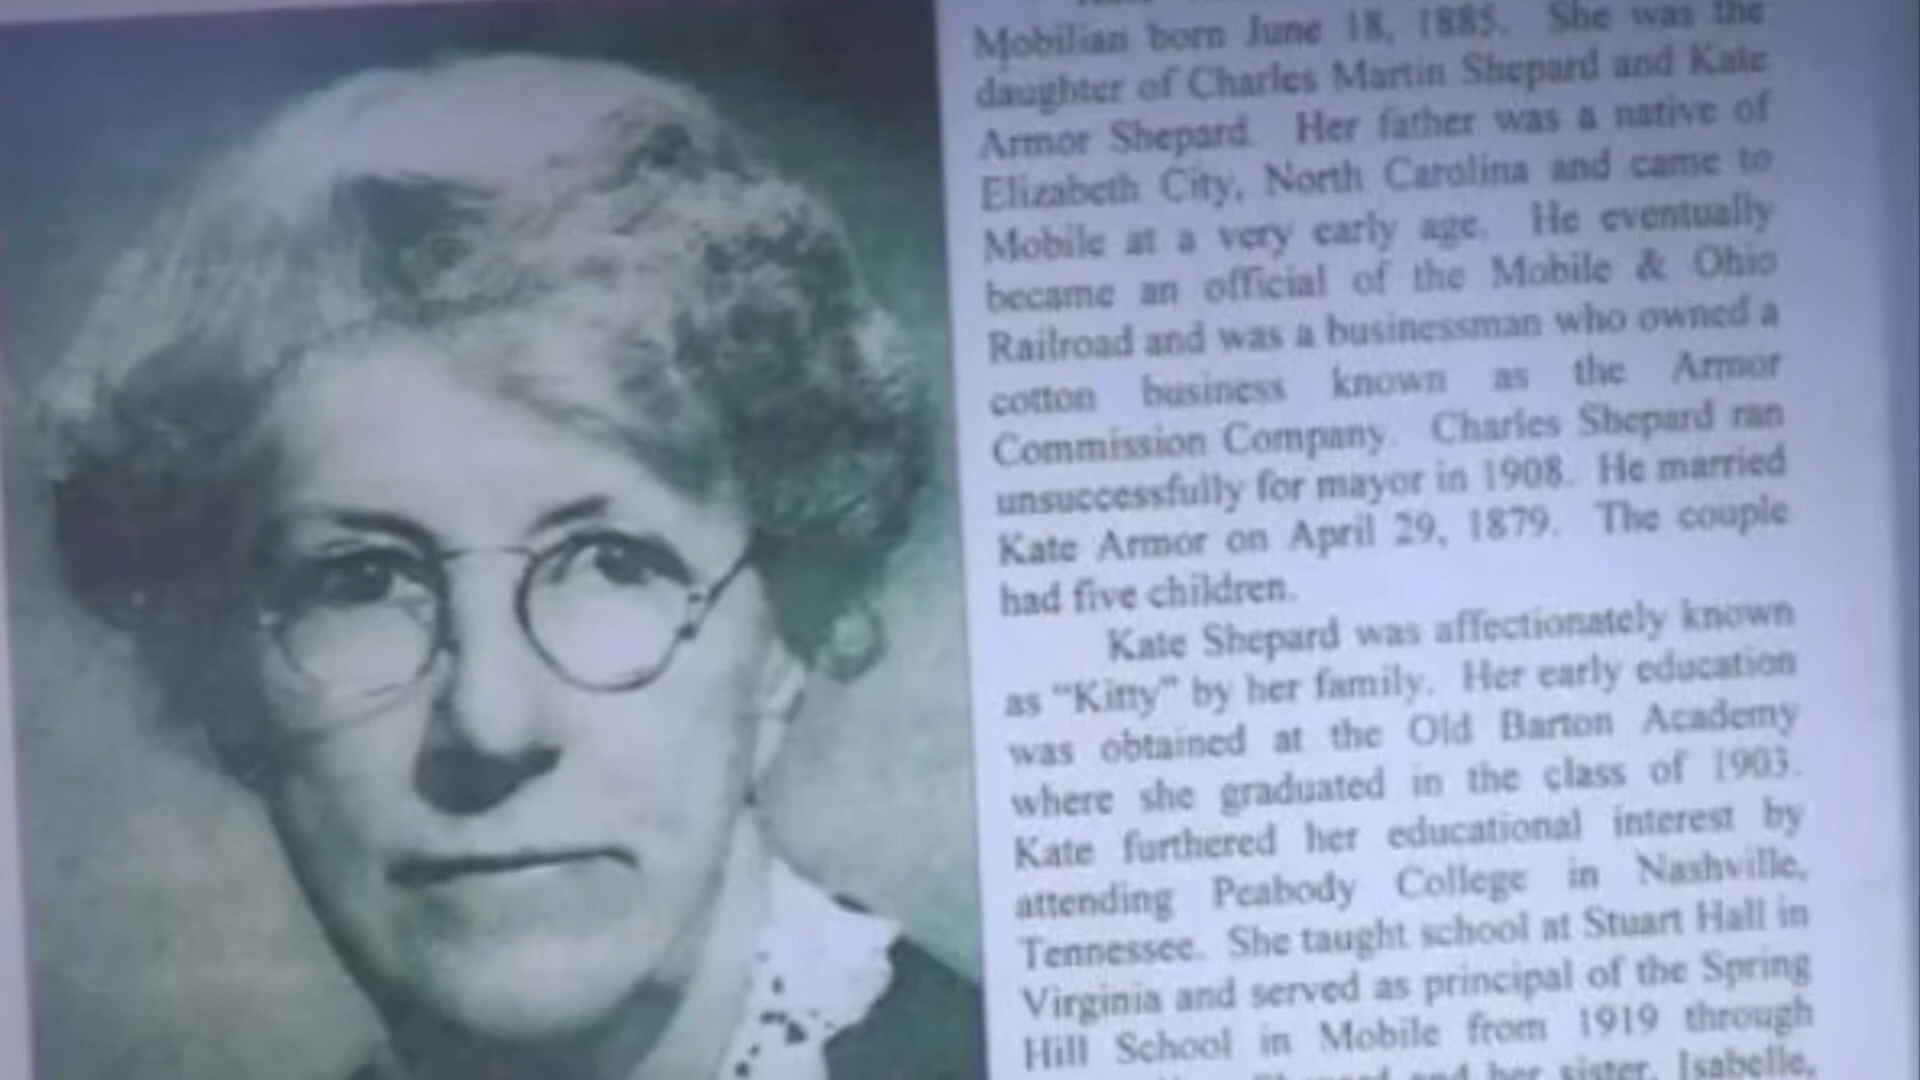 Mobilian born June 18, 1885. She was the
daughter of Charles Martin Shepard and Kate
Armor Shepard. Her father was a native of
Elizabeth City, North Carolina and came to
Mobile at a very early age. He eventually
became an official of the Mobile & Ohio
Railroad and was a businessman who owned a
cotton business known as the Armor
Commission Company. Charles Shepard ran
unsuccessfully for mayor in 1908. He married
Kate Armor on April 29, 1879. The couple
had five children.
Kate Shepard was affectionately known
as "Kitty" by her family. Her early education
was obtained at the Old Barton Academy
where she graduated in the class of 1903.
Kate furthered her educational interest by
attending Peabody College in Nashville,
Tennessee. She taught school at Stuart Hall in
Virginia and served as principal of the Spring
Hill School in Mobile from 1919 through
and her sister, Isabelle,